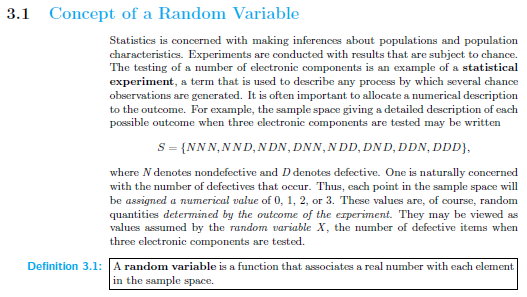 3.1 Concept of a Random Variable
Statistics is concerned with making inferences about populations and population
characteristics. Experiments are conducted with results that are subject to chance.
The testing of a number of electronic components is an example of a statistical
experiment, a term that is used to describe any process by which several chance
observations are generated. It is often important to allocate a numerical description
to the outcome. For example, the sample space giving a detailed description of each
possible outcome when three electronic components are tested may be written
S = {NNN, NND, NDN, DNN, NDD, DND, DDN, DDD},
where N denotes nondefective and D denotes defective. One is naturally concerned
with the number of defectives that occur. Thus, each point in the sample space will
be assigned a numerical value of 0, 1, 2, or 3. These values are, of course, random
quantities determined by the outcome of the experiment. They may be viewed as
values assumed by the random variable X, the number of defective items when
three electronic components are tested.
Definition 3.1: A random variable is a function that associates a real number with each element
in the sample space.